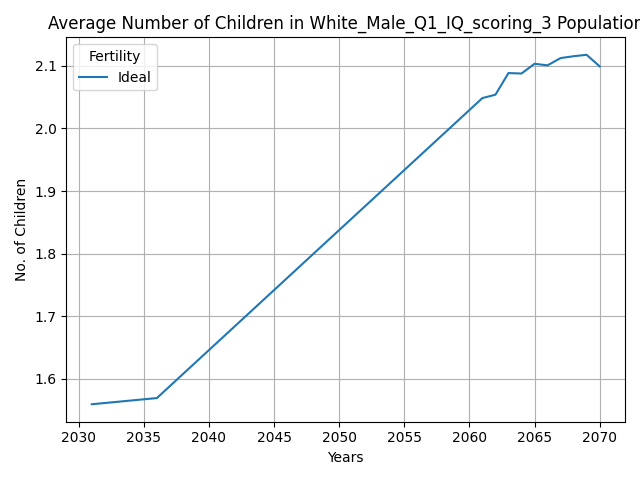 Average Number of Children in White_Male_Q1_IQ_scoring_3 Population
Fertility
Ideal
No. of Children
2.1
2.0
1.9
1.8
1.7
1.6
2030 2035 2040 2045 2050 2055 2060 2065 2070
Years